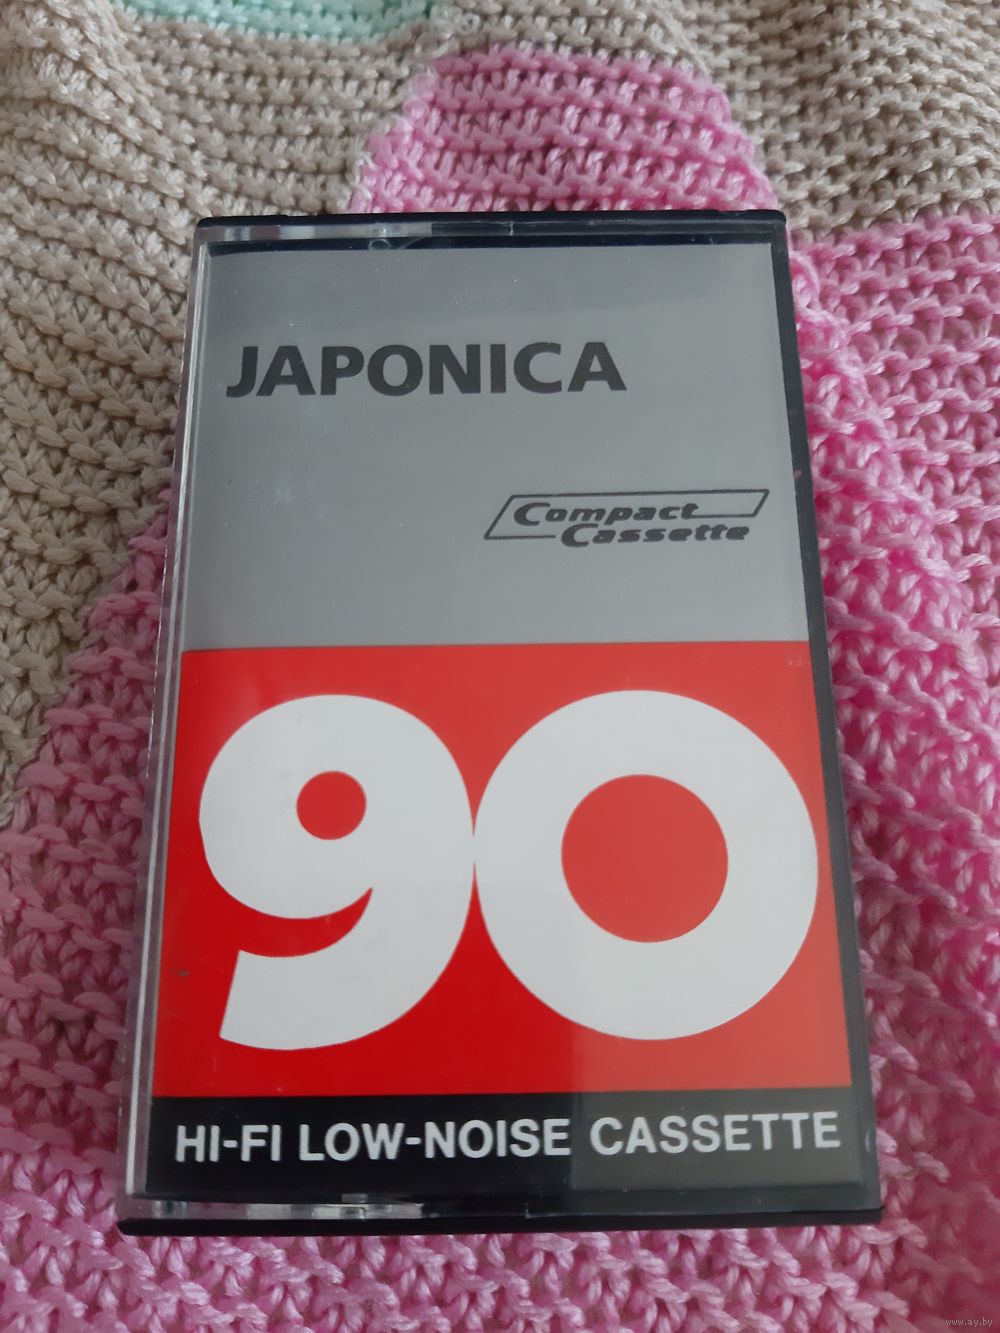 JAPONICA
Compact
Cassette
90
HI-FI LOW-NOISE CASSETTE
www.ay.by